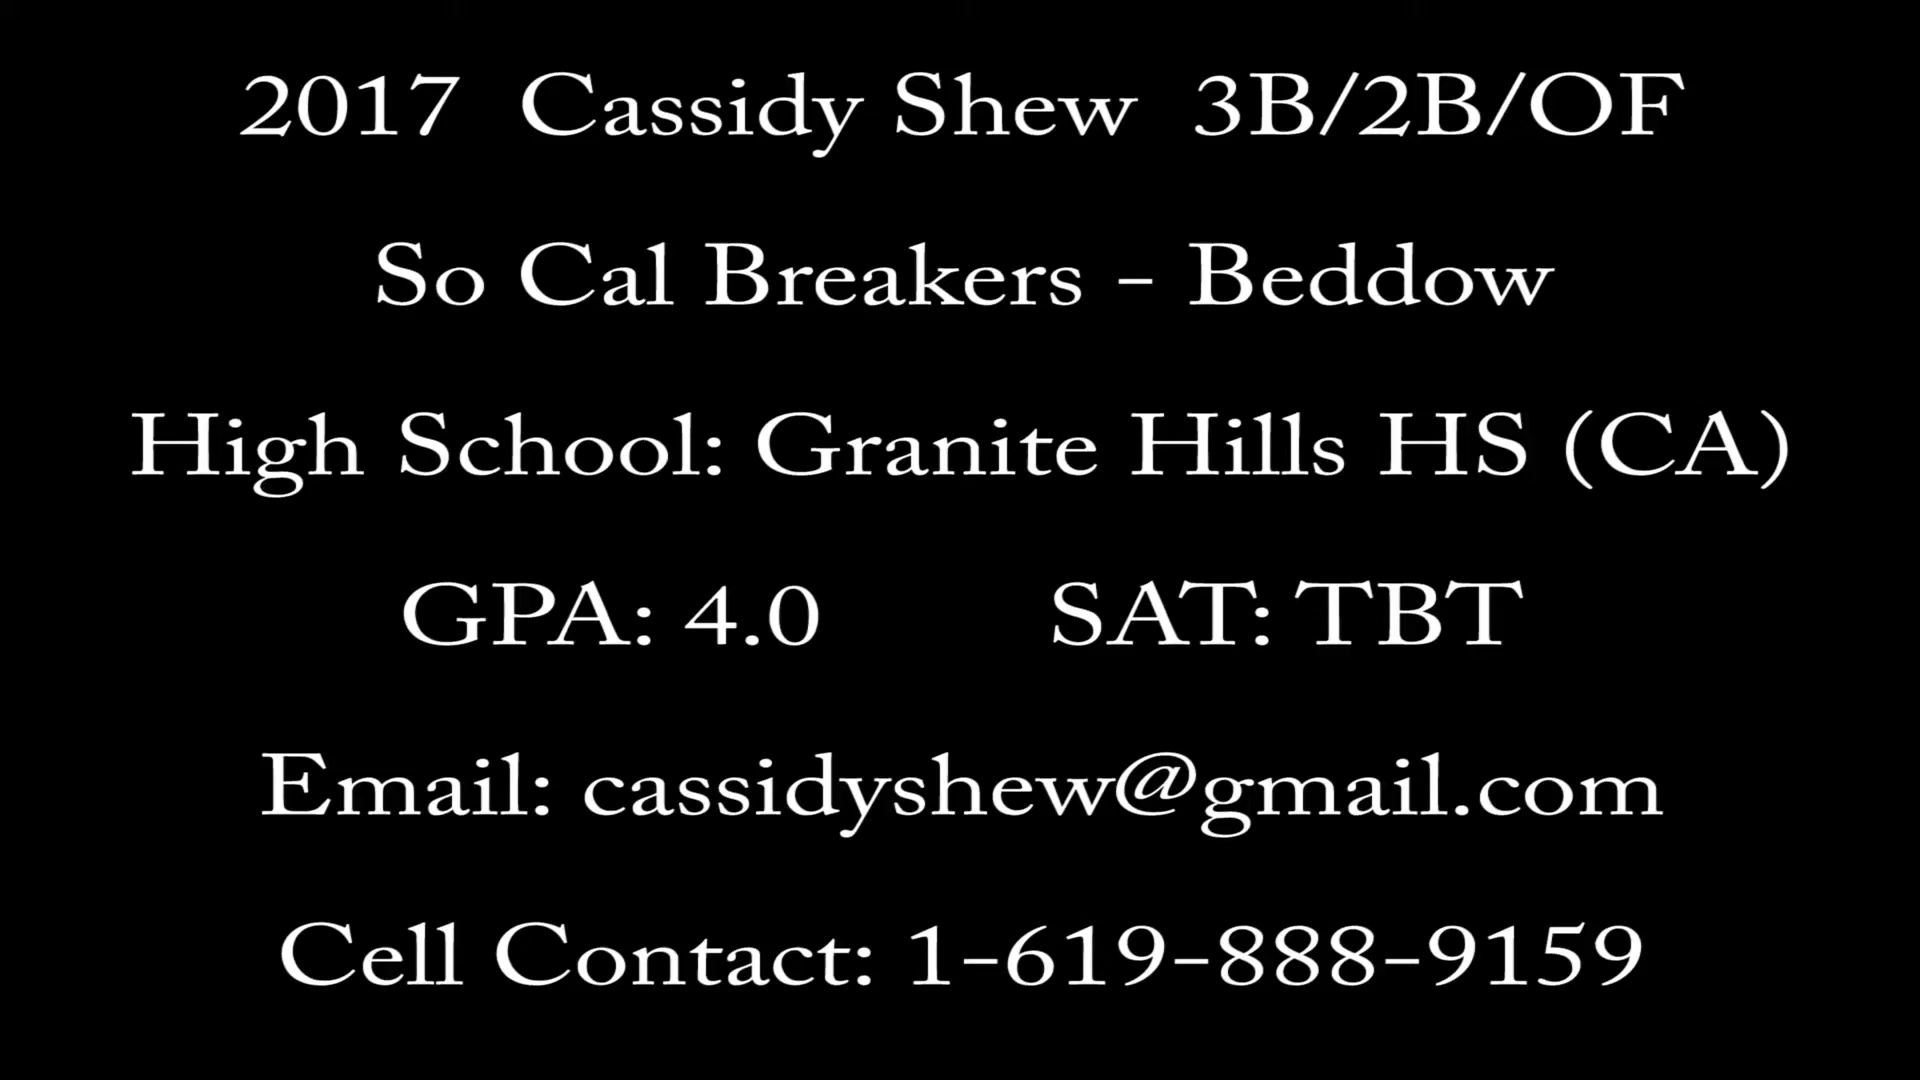 2017 Cassidy Shew 3B/2B/OF
So Cal Breakers - Beddow
High School: Granite Hills HS (CA)
GPA: 4.0 SAT: TBT
Email: cassidyshew@gmail.com
Cell Contact: 1-619-888-9159